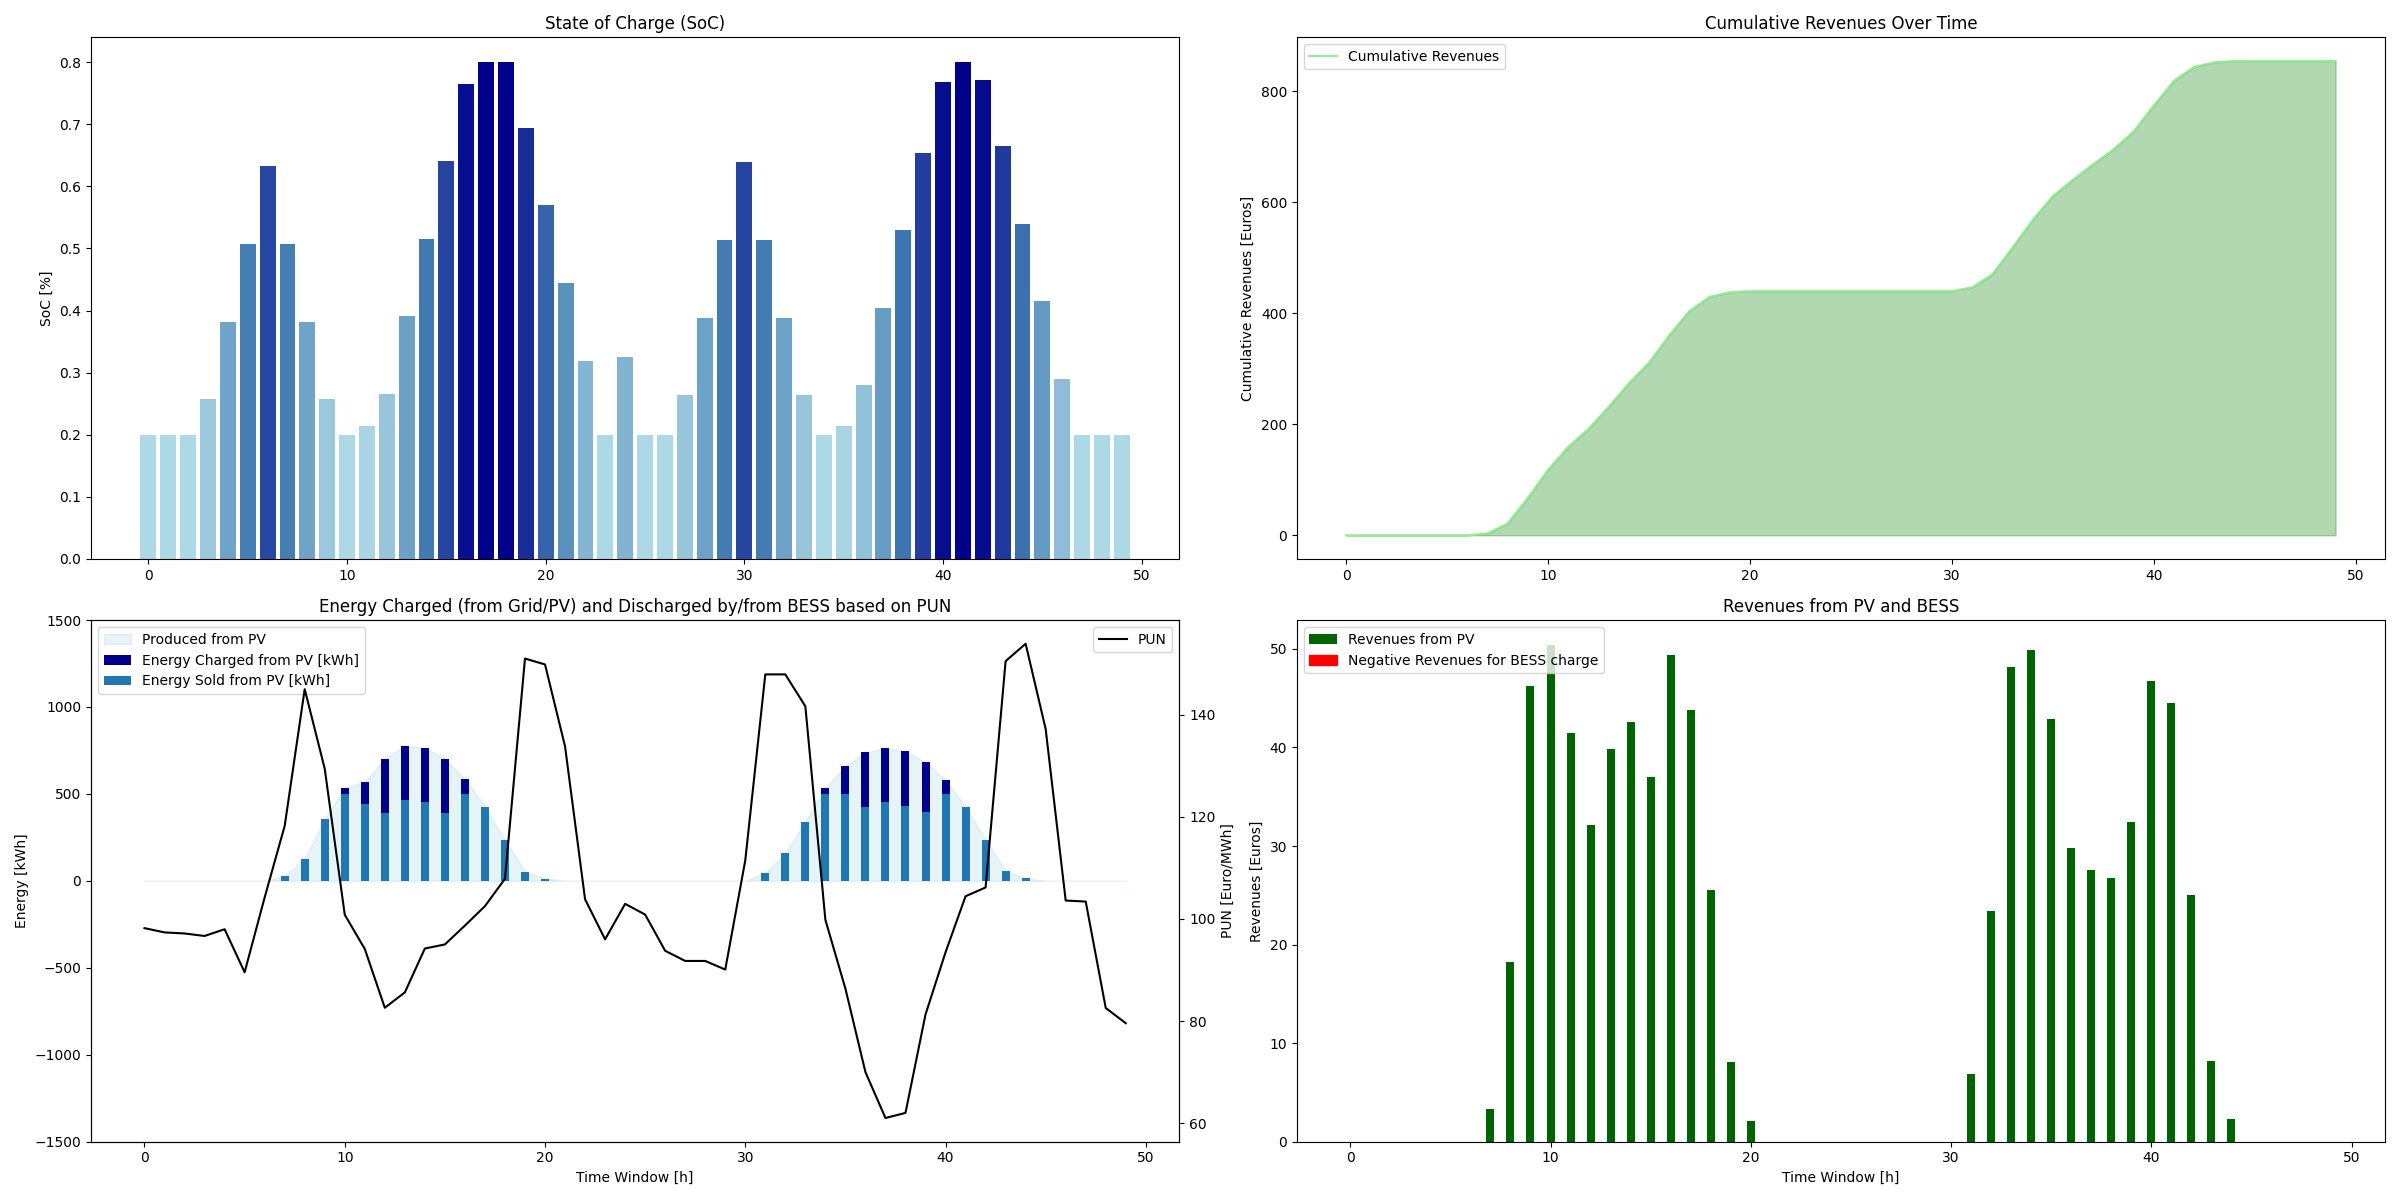 State of Charge (SoC)
SoC [%]
0.8
0.7
0.6
0.5
0.4
0.3
0.2
0.1
0.0
0 10 20 30 40 50
Cumulative Revenues Over Time
Cumulative Revenues
Cumulative Revenues [Euros]
800
600
400
200
0
0 10 20 30 40 50
Energy Charged (from Grid/PV) and Discharged by/from BESS based on PUN
Produced from PV
Energy Charged from PV [kWh]
Energy Sold from PV [kWh]
PUN
Energy [kWh]
1500
1000
500
0
−500
−1000
−1500
140
120
100
80
60
PUN [Euro/MWh]
0 10 20 30 40 50
Time Window [h]
Revenues from PV and BESS
Revenues from PV
Negative Revenues for BESS charge
Revenues [Euros]
50
40
30
20
10
0
0 10 20 30 40 50
Time Window [h]